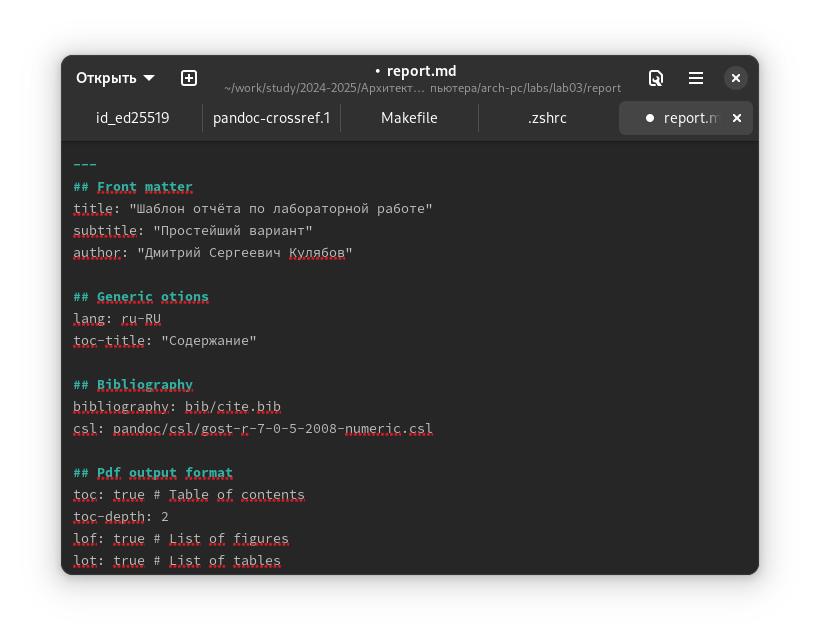 Открыть
• report.md
~/work/study/2024-2025/Архитект… пьютера/arch-pc/labs/lab03/report
id_ed25519
pandoc-crossref.1
Makefile
.zshrc
● report.m
---
## Front matter
title: "Шаблон отчёта по лабораторной работе"
subtitle: "Простейший вариант"
author: "Дмитрий Сергеевич Кулябов"
## Generic otions
lang: ru-RU
toc-title: "Содержание"
## Bibliography
bibliography: bib/cite.bib
csl: pandoc/csl/gost-r-7-0-5-2008-numeric.csl
## Pdf output format
toc: true # Table of contents
toc-depth: 2
lof: true # List of figures
lot: true # List of tables